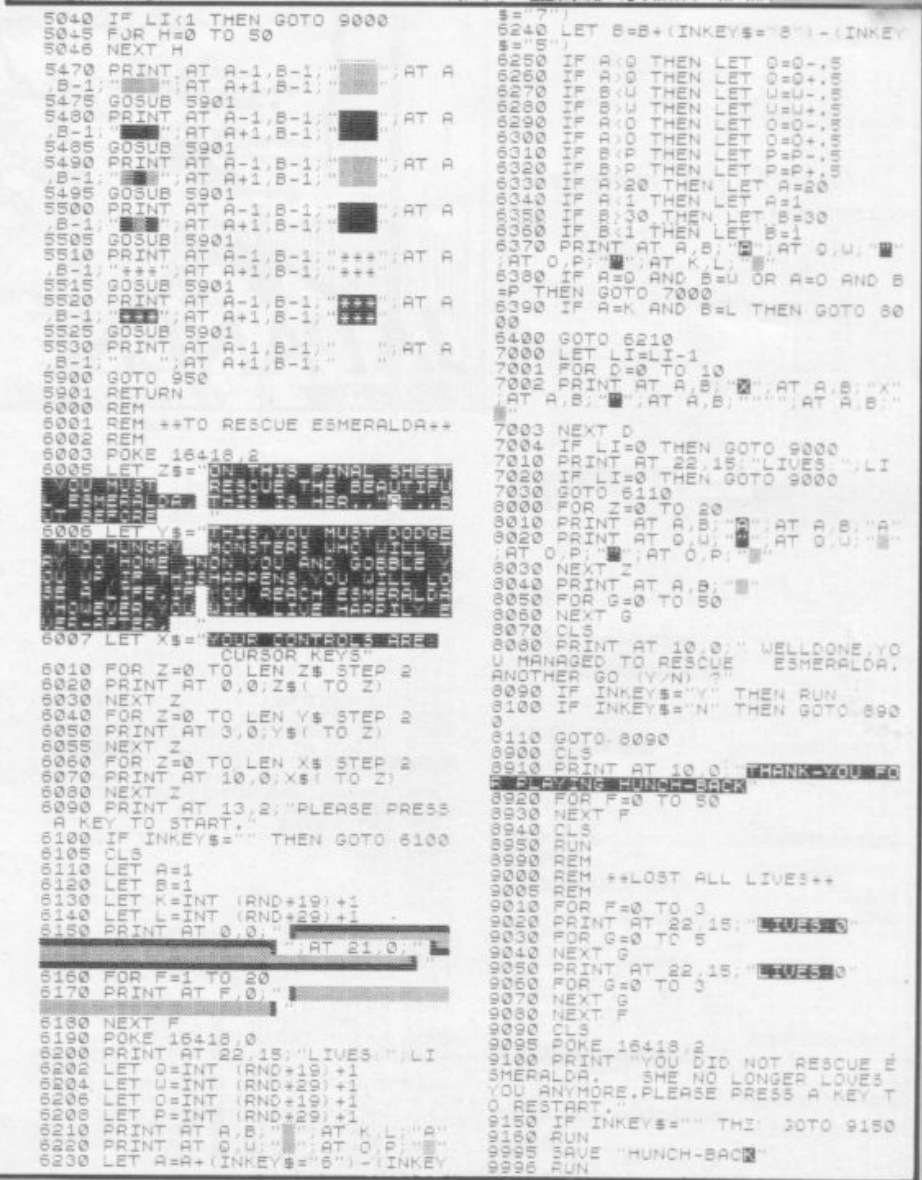 5040 IF LI<1 THEN GOTO 9000
5045 FOR H=0 TO 50
5046 NEXT H
5470 PRINT AT A-1,B-1;"   ";AT A
,B-1;"   ";AT A+1,B-1;"   "
5475 GOSUB 5901
5480 PRINT AT A-1,B-1;"   ";AT A
,B-1;"   ";AT A+1,B-1;"   "
5485 GOSUB 5901
5490 PRINT AT A-1,B-1;"   ";AT A
,B-1;"   ";AT A+1,B-1;"   "
5495 GOSUB 5901
5500 PRINT AT A-1,B-1;"   ";AT A
,B-1;"   ";AT A+1,B-1;"   "
5505 GOSUB 5901
5510 PRINT AT A-1,B-1;"***";AT A
,B-1;"***";AT A+1,B-1;"***"
5515 GOSUB 5901
5520 PRINT AT A-1,B-1;"***";AT A
,B-1;"***";AT A+1,B-1;"***"
5525 GOSUB 5901
5530 PRINT AT A-1,B-1;"   ";AT A
,B-1;"   ";AT A+1,B-1;"   "
5900 GOTO 950
5901 RETURN
6000 REM
6001 REM **TO RESCUE ESMERALDA**
6002 REM
6003 POKE 16418,2
6005 LET Z$="ON THIS FINAL SHEET
YOU MUST RESCUE THE BEAUTIFU
L ESMERALDA. THIS IS HER,,A,,B
UT BEFORE "
6006 LET Y$="THIS,YOU MUST DODGE
TWO HUNGRY MONSTERS WHO WILL T
RY TO HOME IN ON YOU AND GOBBLE Y
OU UP.IF THIS HAPPENS YOU WILL LO
SE A LIFE. IF YOU REACH ESMERALDA
HOWEVER YOU WILL LIVE HAPPILY E
VER AFTER."
6007 LET X$="YOUR CONTROLS ARE-
CURSOR KEYS"
6010 FOR Z=0 TO LEN Z$ STEP 2
6020 PRINT AT 0,0;Z$( TO Z)
6030 NEXT Z
6040 FOR Z=0 TO LEN Y$ STEP 2
6050 PRINT AT 3,0;Y$( TO Z)
6055 NEXT Z
6060 FOR Z=0 TO LEN X$ STEP 2
6070 PRINT AT 10,0;X$( TO Z)
6080 NEXT Z
6090 PRINT AT 13,2;"PLEASE PRESS
A KEY TO START."
6100 IF INKEY$="" THEN GOTO 6100
6105 CLS
6110 LET A=1
6120 LET B=1
6130 LET K=INT (RND*19)+1
6140 LET L=INT (RND*29)+1
6150 PRINT AT 0,0;"
";AT 21,0;"
"
6160 FOR F=1 TO 20
6170 PRINT AT F,0;"
"
6180 NEXT F
6190 POKE 16418,0
6200 PRINT AT 22,15;"LIVES:";LI
6202 LET Q=INT (RND*19)+1
6204 LET W=INT (RND*29)+1
6206 LET O=INT (RND*19)+1
6208 LET P=INT (RND*29)+1
6210 PRINT AT A,B;" ";AT K,L;"A"
6220 PRINT AT Q,W;" ";AT O,P;" "
6230 LET A=A+(INKEY$="6")-(INKEY
$="7")
6240 LET B=B+(INKEY$="8")-(INKEY
$="5")
6250 IF A<Q THEN LET Q=Q-.5
6260 IF A>Q THEN LET Q=Q+.5
6270 IF B<W THEN LET W=W-.5
6280 IF B>W THEN LET W=W+.5
6290 IF A<O THEN LET O=O-.5
6300 IF A>O THEN LET O=O+.5
6310 IF B<P THEN LET P=P-.5
6320 IF B>P THEN LET P=P+.5
6330 IF A>20 THEN LET A=20
6340 IF A<1 THEN LET A=1
6350 IF B>30 THEN LET B=30
6360 IF B<1 THEN LET B=1
6370 PRINT AT A,B;"A";AT Q,W;"""
;AT O,P;""";AT K,L;" "
6380 IF A=Q AND B=W OR A=O AND B
=P THEN GOTO 7000
6390 IF A=K AND B=L THEN GOTO 80
00
6400 GOTO 6210
7000 LET LI=LI-1
7001 FOR D=0 TO 10
7002 PRINT AT A,B;"X";AT A,B;"X"
;AT A,B;""";AT A,B;"""";AT A,B;"
"
7003 NEXT D
7004 IF LI=0 THEN GOTO 9000
7010 PRINT AT 22,15;"LIVES:";LI
7020 IF LI=0 THEN GOTO 9000
7030 GOTO 6110
8000 FOR Z=0 TO 20
8010 PRINT AT A,B;"A";AT A,B;"A"
8020 PRINT AT Q,W;""";AT Q,W;" "
;AT O,P;""";AT O,P;" "
8030 NEXT Z
8040 PRINT AT A,B;" "
8050 FOR G=0 TO 50
8060 NEXT G
8070 CLS
8080 PRINT AT 10,0;" WELLDONE,YO
U MANAGED TO RESCUE ESMERALDA.
ANOTHER GO (Y/N) ?"
8090 IF INKEY$="Y" THEN RUN
8100 IF INKEY$="N" THEN GOTO 890
0
8110 GOTO 8090
8900 CLS
8910 PRINT AT 10,0;"THANK-YOU FO
R PLAYING HUNCH-BACK"
8920 FOR F=0 TO 50
8930 NEXT F
8940 CLS
8950 RUN
8990 REM
9000 REM **LOST ALL LIVES**
9005 REM
9010 FOR F=0 TO 3
9020 PRINT AT 22,15;"LIVES:0"
9030 FOR G=0 TO 5
9040 NEXT G
9050 PRINT AT 22,15;"LIVES:0"
9060 FOR G=0 TO 3
9070 NEXT G
9080 NEXT F
9090 CLS
9095 POKE 16418,2
9100 PRINT "YOU DID NOT RESCUE E
SMERALDA. SHE NO LONGER LOVES
YOU ANYMORE.PLEASE PRESS A KEY T
O RESTART."
9150 IF INKEY$="" GOTO 9150
9160 RUN
9995 SAVE "HUNCH-BACK"
9996 RUN